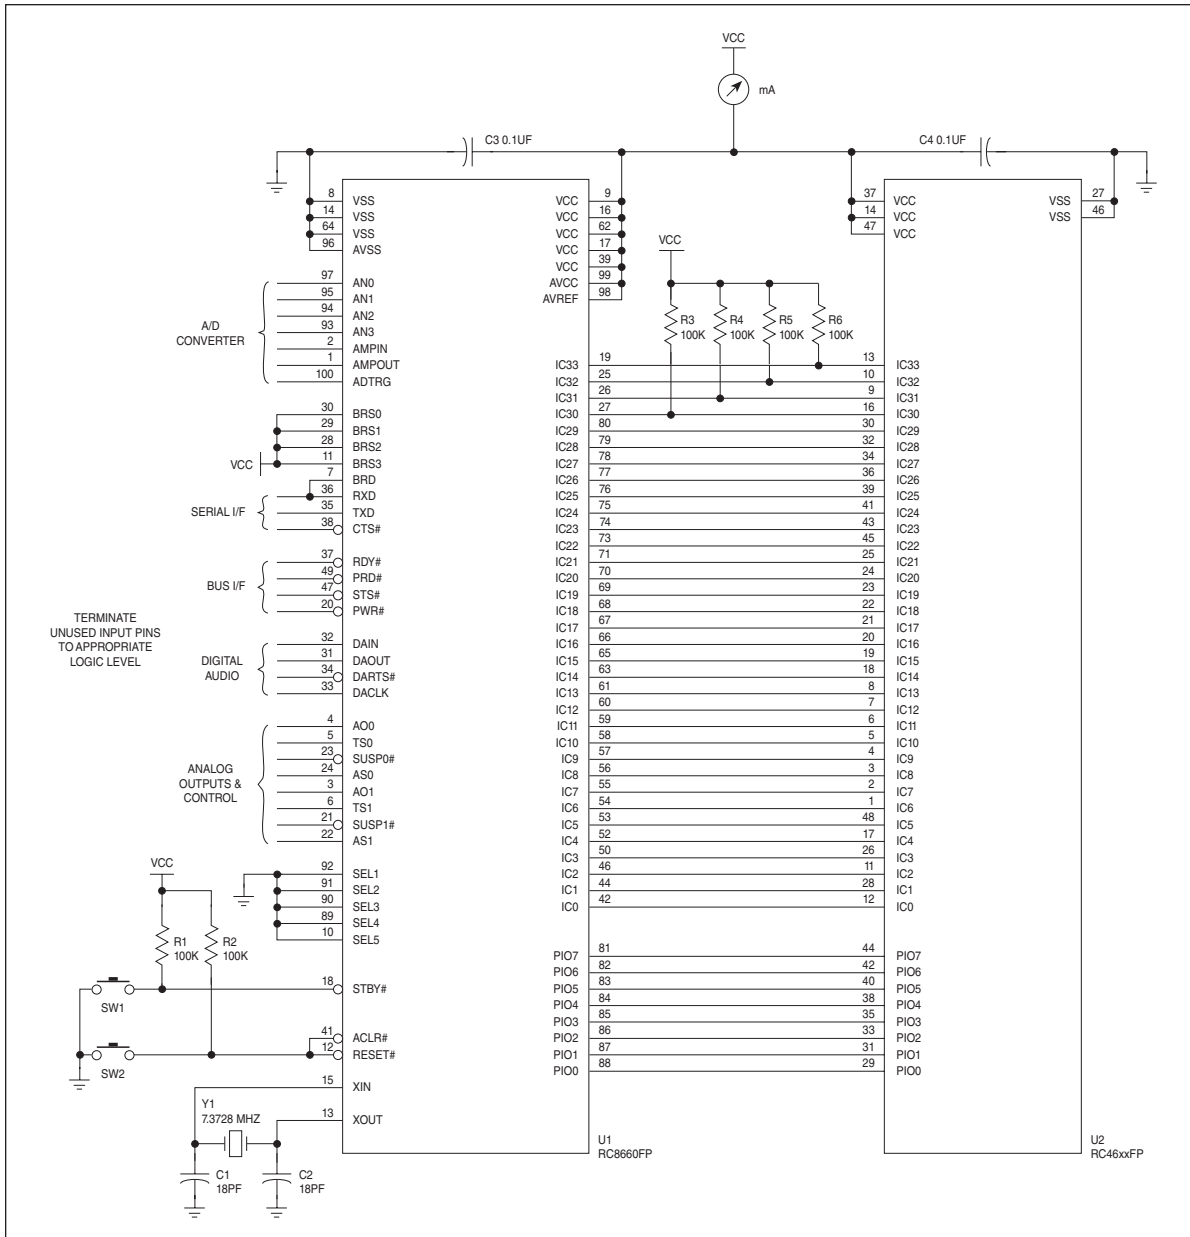 VCC
mA
C3 0.1UF
C4 0.1UF
8 VSS
14 VSS
64 VSS
96 AVSS
97 AN0
95 AN1
94 AN2
93 AN3
2 AMPIN
1 AMPOUT
100 ADTRG
A/D
CONVERTER
30 BRS0
29 BRS1
28 BRS2
11 BRS3
VCC
7 BRD
36 RXD
35 TXD
38 CTS#
SERIAL I/F
37 RDY#
49 PRD#
47 STS#
20 PWR#
BUS I/F
TERMINATE
UNUSED INPUT PINS
TO APPROPRIATE
LOGIC LEVEL
32 DAIN
31 DAOUT
34 DARTS#
33 DACLK
DIGITAL
AUDIO
4 AO0
5 TS0
23 SUSP0#
24 AS0
3 AO1
6 TS1
21 SUSP1#
22 AS1
ANALOG
OUTPUTS &
CONTROL
92 SEL1
91 SEL2
90 SEL3
89 SEL4
10 SEL5
VCC
R1
100K
R2
100K
18 STBY#
SW1
41 ACLR#
12 RESET#
SW2
15 XIN
13 XOUT
Y1
7.3728 MHZ
C1
18PF
C2
18PF
VCC 9
VCC 16
VCC 62
VCC 17
VCC 39
AVCC 99
AVREF 98
VCC
R3
100K
R4
100K
R5
100K
R6
100K
IC33 19
IC32 25
IC31 26
IC30 27
IC29 80
IC28 79
IC27 78
IC26 77
IC25 76
IC24 75
IC23 74
IC22 73
IC21 71
IC20 70
IC19 69
IC18 68
IC17 67
IC16 66
IC15 65
IC14 63
IC13 61
IC12 60
IC11 59
IC10 58
IC9 57
IC8 56
IC7 55
IC6 54
IC5 53
IC4 52
IC3 50
IC2 46
IC1 44
IC0 42
PIO7 81
PIO6 82
PIO5 83
PIO4 84
PIO3 85
PIO2 86
PIO1 87
PIO0 88
U1
RC8660FP
37 VCC
14 VCC
47 VCC
VSS 27
VSS 46
13 IC33
10 IC32
9 IC31
16 IC30
30 IC29
32 IC28
34 IC27
36 IC26
39 IC25
41 IC24
43 IC23
45 IC22
25 IC21
24 IC20
23 IC19
22 IC18
21 IC17
20 IC16
19 IC15
18 IC14
8 IC13
7 IC12
6 IC11
5 IC10
4 IC9
3 IC8
2 IC7
1 IC6
48 IC5
17 IC4
26 IC3
11 IC2
28 IC1
12 IC0
44 PIO7
42 PIO6
40 PIO5
38 PIO4
35 PIO3
33 PIO2
31 PIO1
29 PIO0
U2
RC46xxFP